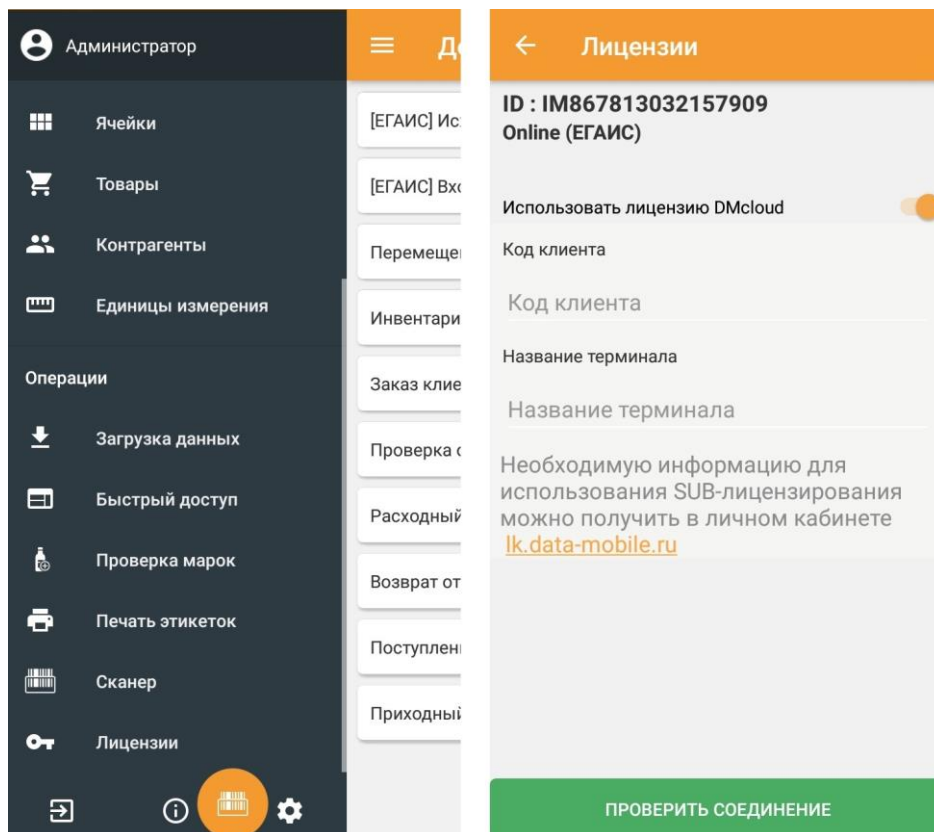 Администратор
Ячейки
Товары
Контрагенты
Единицы измерения
Операции
Загрузка данных
Быстрый доступ
Проверка марок
Печать этикеток
Сканер
Лицензии
[ЕГАИС] Ис
[ЕГАИС] Вхо
Перемеще
Инвентари
Заказ клие
Проверка
Расходный
Возврат от
Поступлен
Приходный
Лицензии
ID : IM867813032157909
Online (ЕГАИС)
Использовать лицензию DMcloud
Код клиента
Код клиента
Название терминала
Название терминала
Необходимую информацию для
использования SUB-лицензирования
можно получить в личном кабинете
lk.data-mobile.ru
ПРОВЕРИТЬ СОЕДИНЕНИЕ